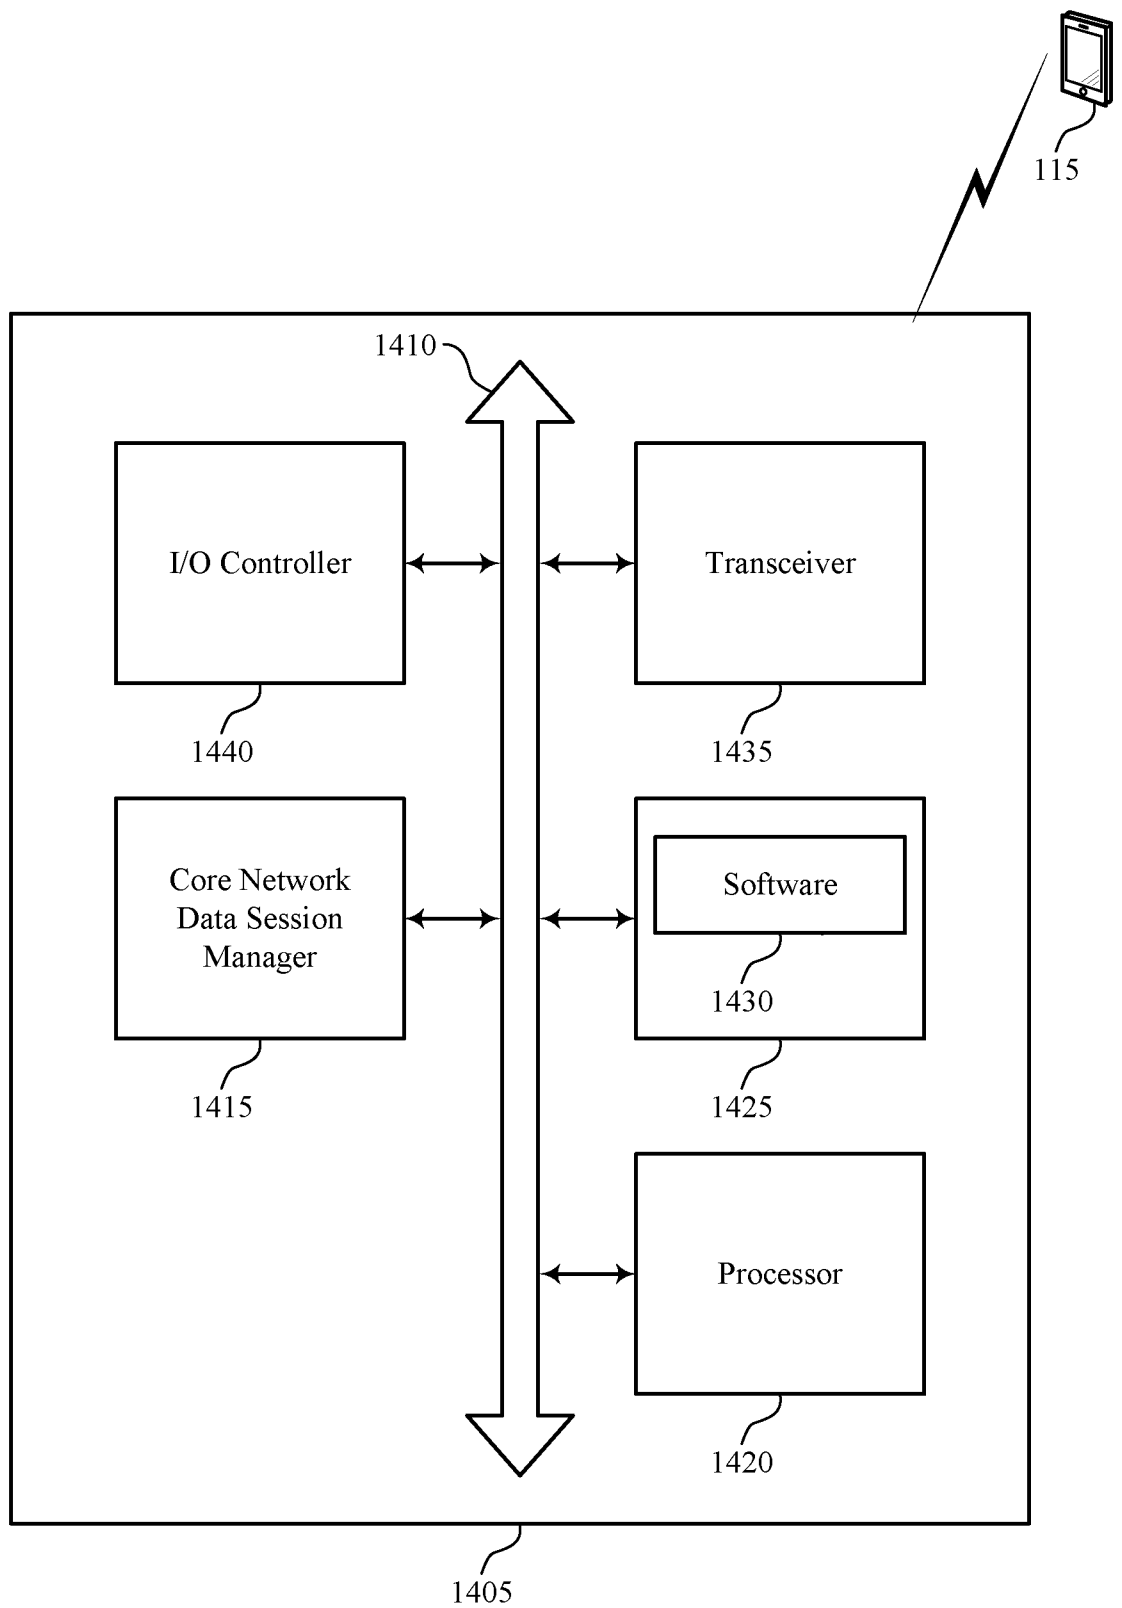 115
1410
I/O Controller
Transceiver
1440
1435
Core Network
Data Session
Manager
Software
1430
1415
1425
Processor
1420
1405